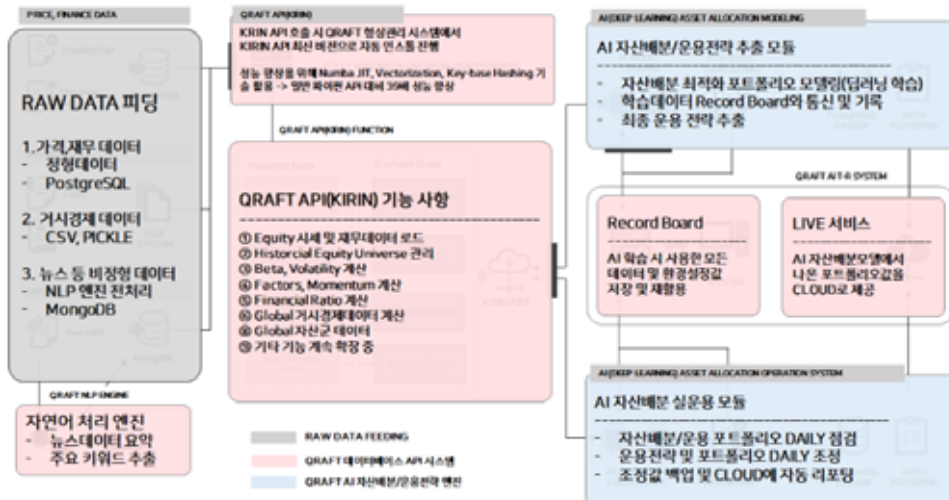 PRICE, FINANCE DATA
RAW DATA 피딩
1.가격,재무 데이터
- 정형데이터
- PostgreSQL
2. 거시경제 데이터
- CSV, PICKLE
3. 뉴스 등 비정형 데이터
- NLP 엔진 전처리
- MongoDB
QRAFT NLP ENGINE
자연어 처리 엔진
- 뉴스데이터 요약
- 주요 키워드 추출
QRAFT API(KIRIN)
KIRIN API 호출 시 QRAFT 형상관리 시스템에서
KIRIN API 최신 버전으로 자동 인스톨 진행
성능 향상을 위해 Numba JIT, Vectorization, Key-base Hashing 기
술 활용 -> 일반 파이썬 API 대비 39배 성능 향상
QRAFT API(KIRIN) FUNCTION
QRAFT API(KIRIN) 기능 사항
① Equity 시세 및 재무데이터 로드
② Historcial Equity Universe 관리
③ Beta, Volatility 계산
④ Factors, Momentum 계산
⑤ Financial Ratio 계산
⑥ Global 거시경제데이터 계산
⑧ Global 자산군 데이터
⑨ 기타 기능 계속 확장 중
RAW DATA FEEDING
QRAFT 데이터베이스 API 시스템
QRAFT AI 자산배분/운용전략 엔진
AI(DEEP LEARNING) ASSET ALLOCATION MODELING
AI 자산배분/운용전략 추출 모듈
- 자산배분 최적화 포트폴리오 모델링(딥러닝 학습)
- 학습데이터 Record Board와 통신 및 기록
- 최종 운용 전략 추출
QRAFT AIT-R SYSTEM
Record Board
AI 학습 시 사용한 모든
데이터 및 환경설정값
저장 및 재활용
LIVE 서비스
AI 자산배분모델에서
나온 포트폴리오값을
CLOUD로 제공
AI(DEEP LEARNING) ASSET ALLOCATION OPERATION SYSTEM
AI 자산배분 실운용 모듈
- 자산배분/운용 포트폴리오 DAILY 점검
- 운용전략 및 포트폴리오 DAILY 조정
- 조정값 백업 및 CLOUD에 자동 리포팅